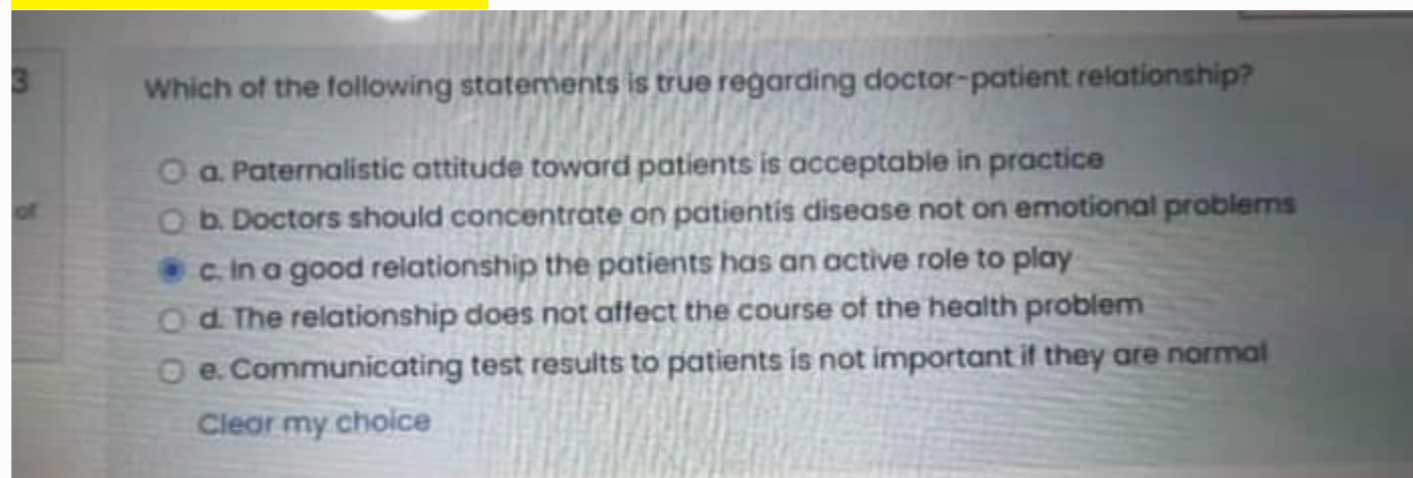 3
Which of the following statements is true regarding doctor-patient relationship?
a. Paternalistic attitude toward patients is acceptable in practice
of
b. Doctors should concentrate on patientís disease not on emotional problems
c. In a good relationship the patients has an active role to play
d. The relationship does not affect the course of the health problem
e. Communicating test results to patients is not important if they are normal
Clear my choice